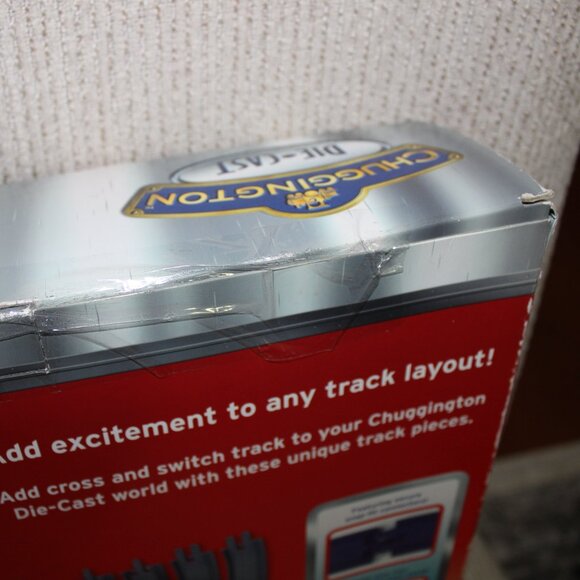 CHUGGINGTON
DIE-CAST
Add excitement to any track layout!
Add cross and switch track to your Chuggington
Die-Cast world with these unique track pieces.